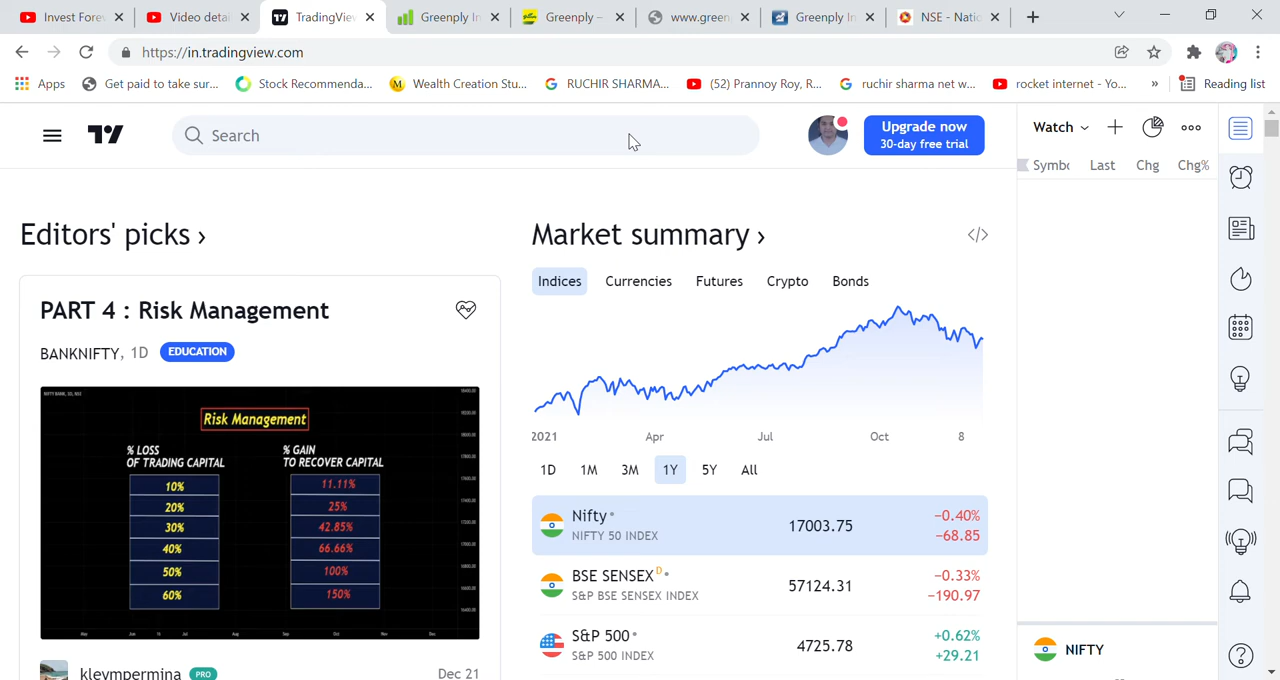 Invest Fore
Video detai
TradingView
Greenply In
Greenply –
www.green
Greenply In
NSE - Natio
https://in.tradingview.com
Apps
Get paid to take sur...
Stock Recommenda...
Wealth Creation Stu...
RUCHIR SHARMA...
(52) Prannoy Roy, R...
ruchir sharma net w...
rocket internet - Yo...
»
Reading list
Search
Upgrade now
30-day free trial
Watch
Symbo
Last
Chg
Chg%
Editors' picks ›
Market summary ›
Indices
Currencies
Futures
Crypto
Bonds
PART 4 : Risk Management
BANKNIFTY, 1D
EDUCATION
Risk Management
% LOSS
OF TRADING CAPITAL
% GAIN
TO RECOVER CAPITAL
10%
11.11%
20%
25%
30%
42.85%
40%
66.66%
50%
100%
60%
150%
kleympermina
PRO
Dec 21
2021
Apr
Jul
Oct
8
1D
1M
3M
1Y
5Y
All
Nifty
NIFTY 50 INDEX
17003.75
−0.40%
−68.85
BSE SENSEX D
S&P BSE SENSEX INDEX
57124.31
−0.33%
−190.97
S&P 500
S&P 500 INDEX
4725.78
+0.62%
+29.21
NIFTY